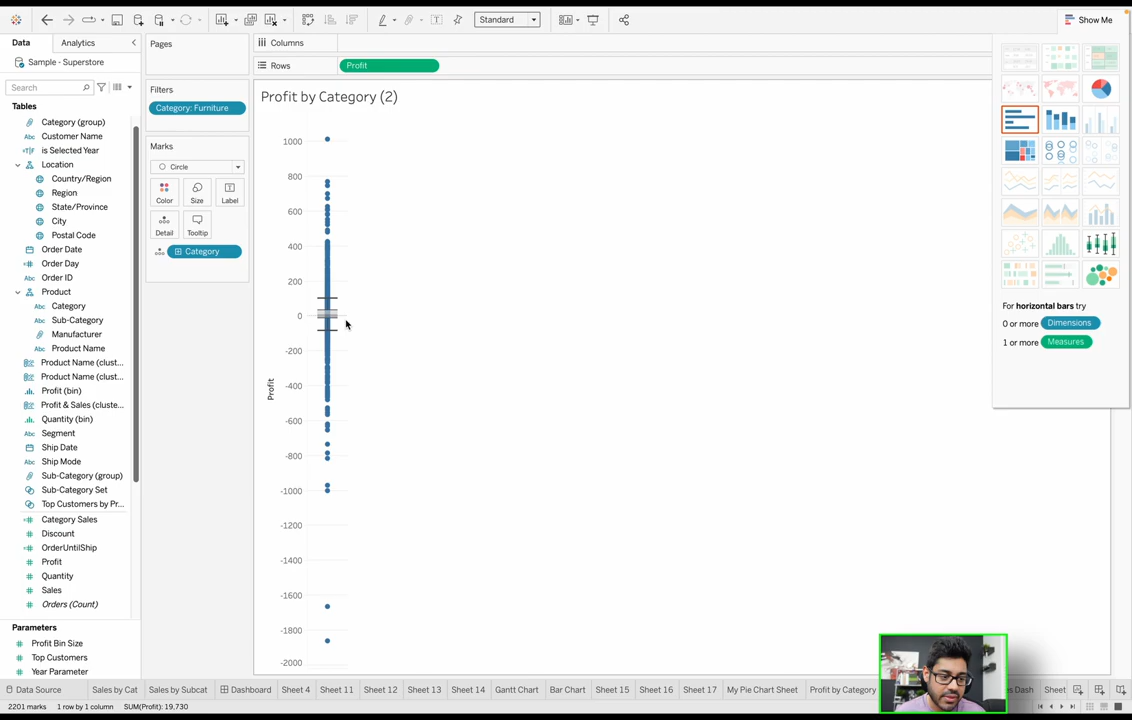 Standard
Show Me
Data
Analytics
Sample - Superstore
Search
Tables
Category (group)
Customer Name
is Selected Year
Location
Country/Region
Region
State/Province
City
Postal Code
Order Date
Order Day
Order ID
Product
Category
Sub-Category
Manufacturer
Product Name
Product Name (clust...
Product Name (clust...
Profit (bin)
Profit & Sales (cluste...
Quantity (bin)
Segment
Ship Date
Ship Mode
Sub-Category (group)
Sub-Category Set
Top Customers by Pr...
Category Sales
Discount
OrderUntilShip
Profit
Quantity
Sales
Orders (Count)
Parameters
Profit Bin Size
Top Customers
Year Parameter
Pages
Filters
Category: Furniture
Marks
Circle
Color
Size
Label
Detail
Tooltip
Category
Columns
Rows
Profit
Profit by Category (2)
1000
800
600
400
200
0
-200
-400
-600
-800
-1000
-1200
-1400
-1600
-1800
-2000
Profit
For horizontal bars try
0 or more Dimensions
1 or more Measures
Data Source
Sales by Cat
Sales by Subcat
Dashboard
Sheet 4
Sheet 11
Sheet 12
Sheet 13
Sheet 14
Gantt Chart
Bar Chart
Sheet 15
Sheet 16
Sheet 17
My Pie Chart Sheet
Profit by Category
es Dash
Sheet
2201 marks
1 row by 1 column
SUM(Profit): 19,730